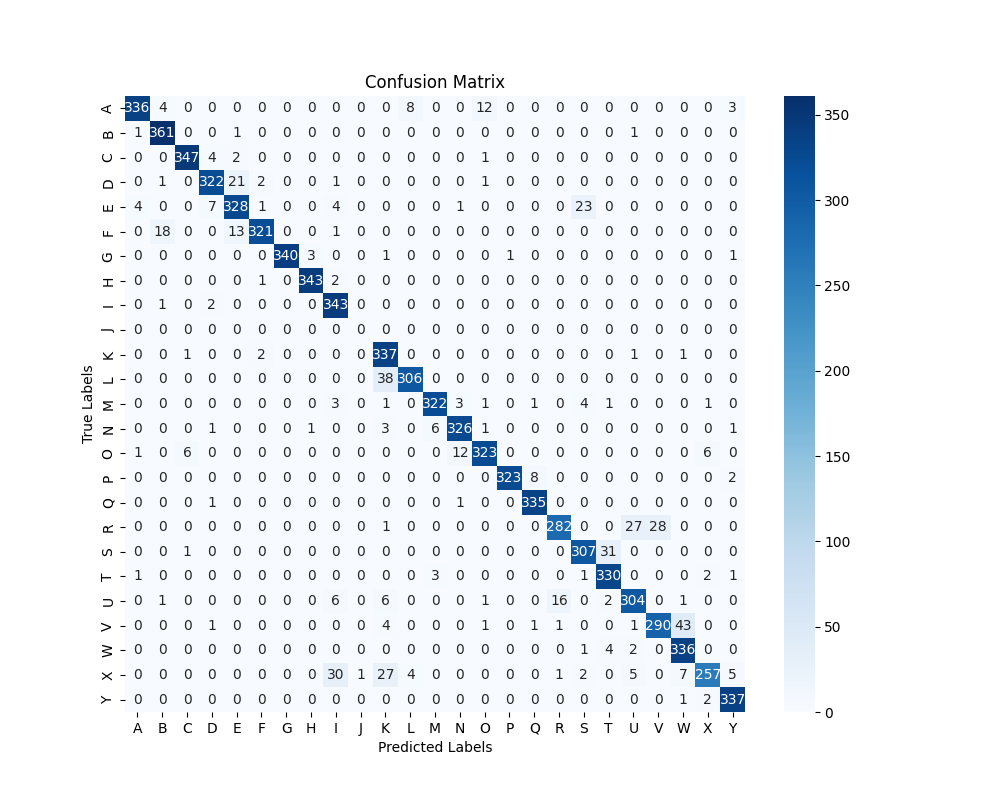 Confusion Matrix
A 336 4 0 0 0 0 0 0 0 0 0 8 0 0 12 0 0 0 0 0 0 0 0 0 3
B 1 361 0 0 1 0 0 0 0 0 0 0 0 0 0 0 0 0 0 0 1 0 0 0 0
C 0 0 347 4 2 0 0 0 0 0 0 0 0 0 1 0 0 0 0 0 0 0 0 0 0
D 0 1 0 322 21 2 0 0 1 0 0 0 0 0 1 0 0 0 0 0 0 0 0 0 0
E 4 0 0 7 328 1 0 0 4 0 0 0 0 1 0 0 0 0 23 0 0 0 0 0 0
F 0 18 0 0 13 321 0 0 1 0 0 0 0 0 0 0 0 0 0 0 0 0 0 0 0
G 0 0 0 0 0 0 340 3 0 0 1 0 0 0 0 1 0 0 0 0 0 0 0 0 1
H 0 0 0 0 0 1 0 343 2 0 0 0 0 0 0 0 0 0 0 0 0 0 0 0 0
I 0 1 0 2 0 0 0 0 343 0 0 0 0 0 0 0 0 0 0 0 0 0 0 0 0
J 0 0 0 0 0 0 0 0 0 0 0 0 0 0 0 0 0 0 0 0 0 0 0 0 0
K 0 0 1 0 0 2 0 0 0 0 337 0 0 0 0 0 0 0 0 0 1 0 1 0 0
L 0 0 0 0 0 0 0 0 0 0 38 306 0 0 0 0 0 0 0 0 0 0 0 0 0
M 0 0 0 0 0 0 0 0 3 0 1 0 322 3 1 0 1 0 4 1 0 0 0 1 0
N 0 0 0 1 0 0 0 1 0 0 3 0 6 326 1 0 0 0 0 0 0 0 0 0 1
O 1 0 6 0 0 0 0 0 0 0 0 0 0 12 323 0 0 0 0 0 0 0 0 6 0
P 0 0 0 0 0 0 0 0 0 0 0 0 0 0 0 323 8 0 0 0 0 0 0 0 2
Q 0 0 0 1 0 0 0 0 0 0 0 0 0 1 0 0 335 0 0 0 0 0 0 0 0
R 0 0 0 0 0 0 0 0 0 0 1 0 0 0 0 0 0 282 0 0 27 28 0 0 0
S 0 0 1 0 0 0 0 0 0 0 0 0 0 0 0 0 0 0 307 31 0 0 0 0 0
T 1 0 0 0 0 0 0 0 0 0 0 0 3 0 0 0 0 0 1 330 0 0 0 2 1
U 0 1 0 0 0 0 0 0 6 0 6 0 0 0 1 0 0 16 0 2 304 0 1 0 0
V 0 0 0 1 0 0 0 0 0 0 4 0 0 0 1 0 1 1 0 0 1 290 43 0 0
W 0 0 0 0 0 0 0 0 0 0 0 0 0 0 0 0 0 0 1 4 2 0 336 0 0
X 0 0 0 0 0 0 0 0 30 1 27 4 0 0 0 0 0 1 2 0 5 0 7 257 5
Y 0 0 0 0 0 0 0 0 0 0 0 0 0 0 0 0 0 0 0 0 0 0 1 2 337
A B C D E F G H I J K L M N O P Q R S T U V W X Y
Predicted Labels
True Labels
350
300
250
200
150
100
50
0